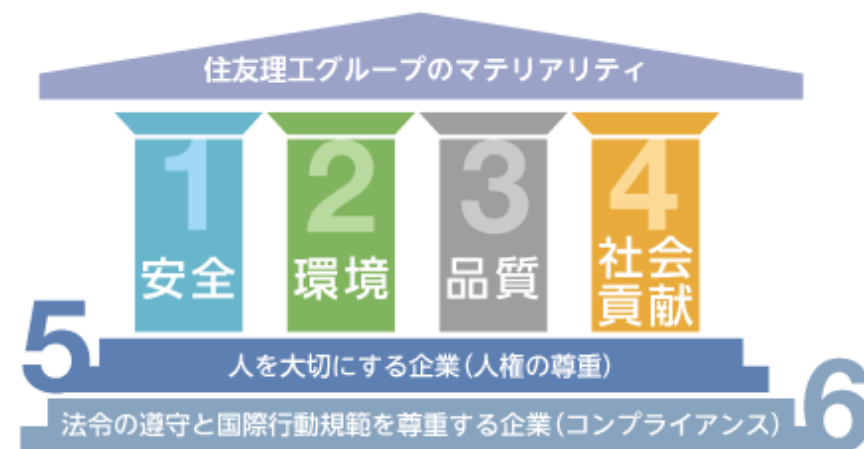 住友理工グループのマテリアリティ
1
安全
2
環境
3
品質
4
社会
貢献
5
人を大切にする企業(人権の尊重)
法令の遵守と国際行動規範を尊重する企業(コンプライアンス)
6